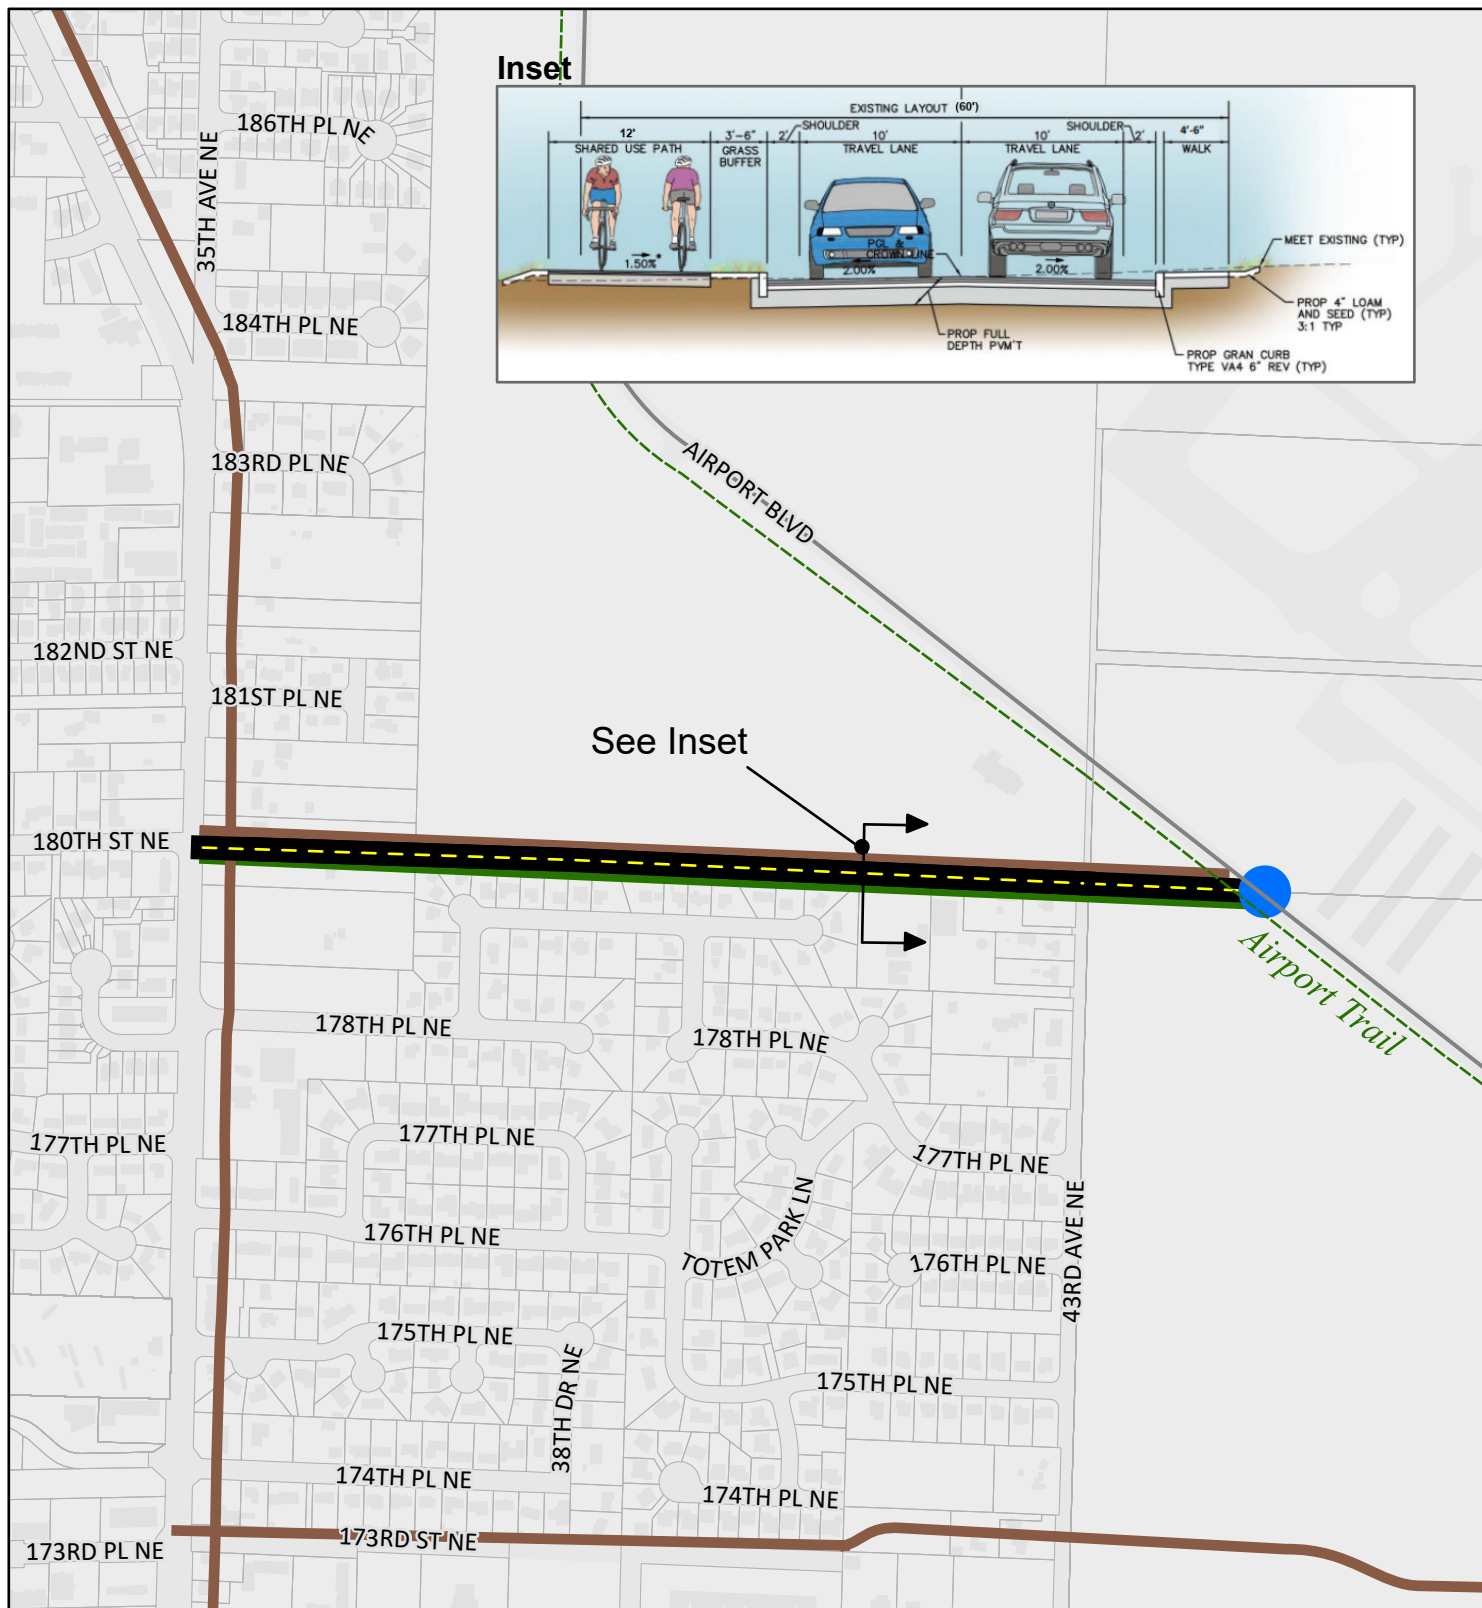 Inset
EXISTING LAYOUT (60')
12'
SHARED USE PATH
3'-6"
GRASS
BUFFER
2'
SHOULDER
10'
TRAVEL LANE
10'
TRAVEL LANE
SHOULDER
2'
4'-6"
WALK
1.50%*
PGL &
CROWN LINE
2.00%
2.00%
MEET EXISTING (TYP)
PROP 4" LOAM
AND SEED (TYP)
3:1 TYP
PROP FULL
DEPTH PVM'T
PROP GRAN CURB
TYPE VA4 6" REV (TYP)
186TH PL NE
35TH AVE NE
184TH PL NE
183RD PL NE
AIRPORT BLVD
182ND ST NE
181ST PL NE
See Inset
180TH ST NE
Airport Trail
178TH PL NE
178TH PL NE
177TH PL NE
177TH PL NE
177TH PL NE
176TH PL NE
TOTEM PARK LN
176TH PL NE
43RD AVE NE
175TH PL NE
38TH DR NE
175TH PL NE
174TH PL NE
174TH PL NE
173RD PL NE
173RD ST NE